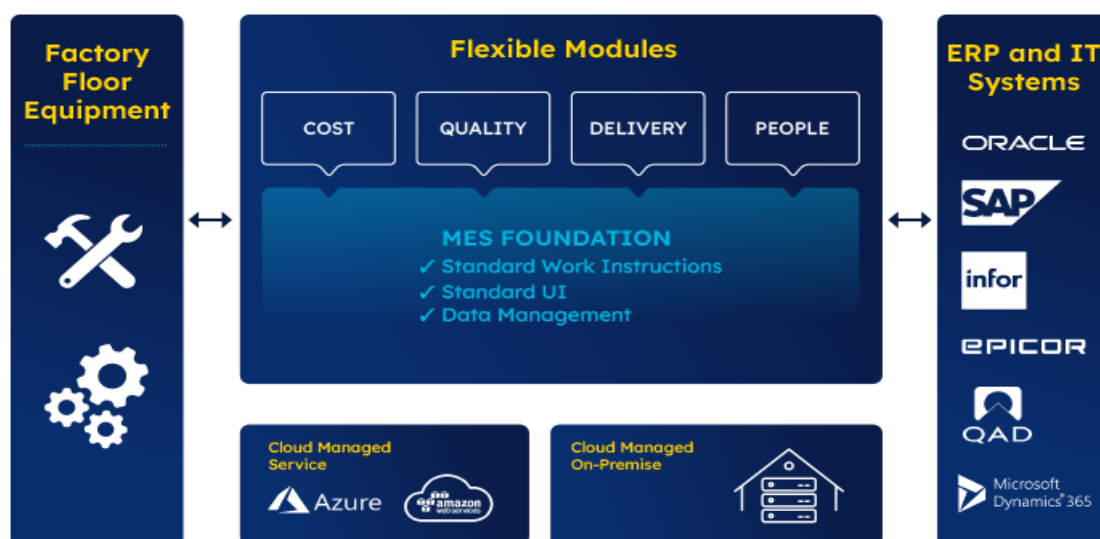 Factory
Floor
Equipment
Flexible Modules
COST
QUALITY
DELIVERY
PEOPLE
MES FOUNDATION
✓ Standard Work Instructions
✓ Standard UI
✓ Data Management
Cloud Managed
Service
Azure
amazon
web services
Cloud Managed
On-Premise
ERP and IT
Systems
ORACLE
SAP
infor
EPICOR
QAD
Microsoft
Dynamics® 365